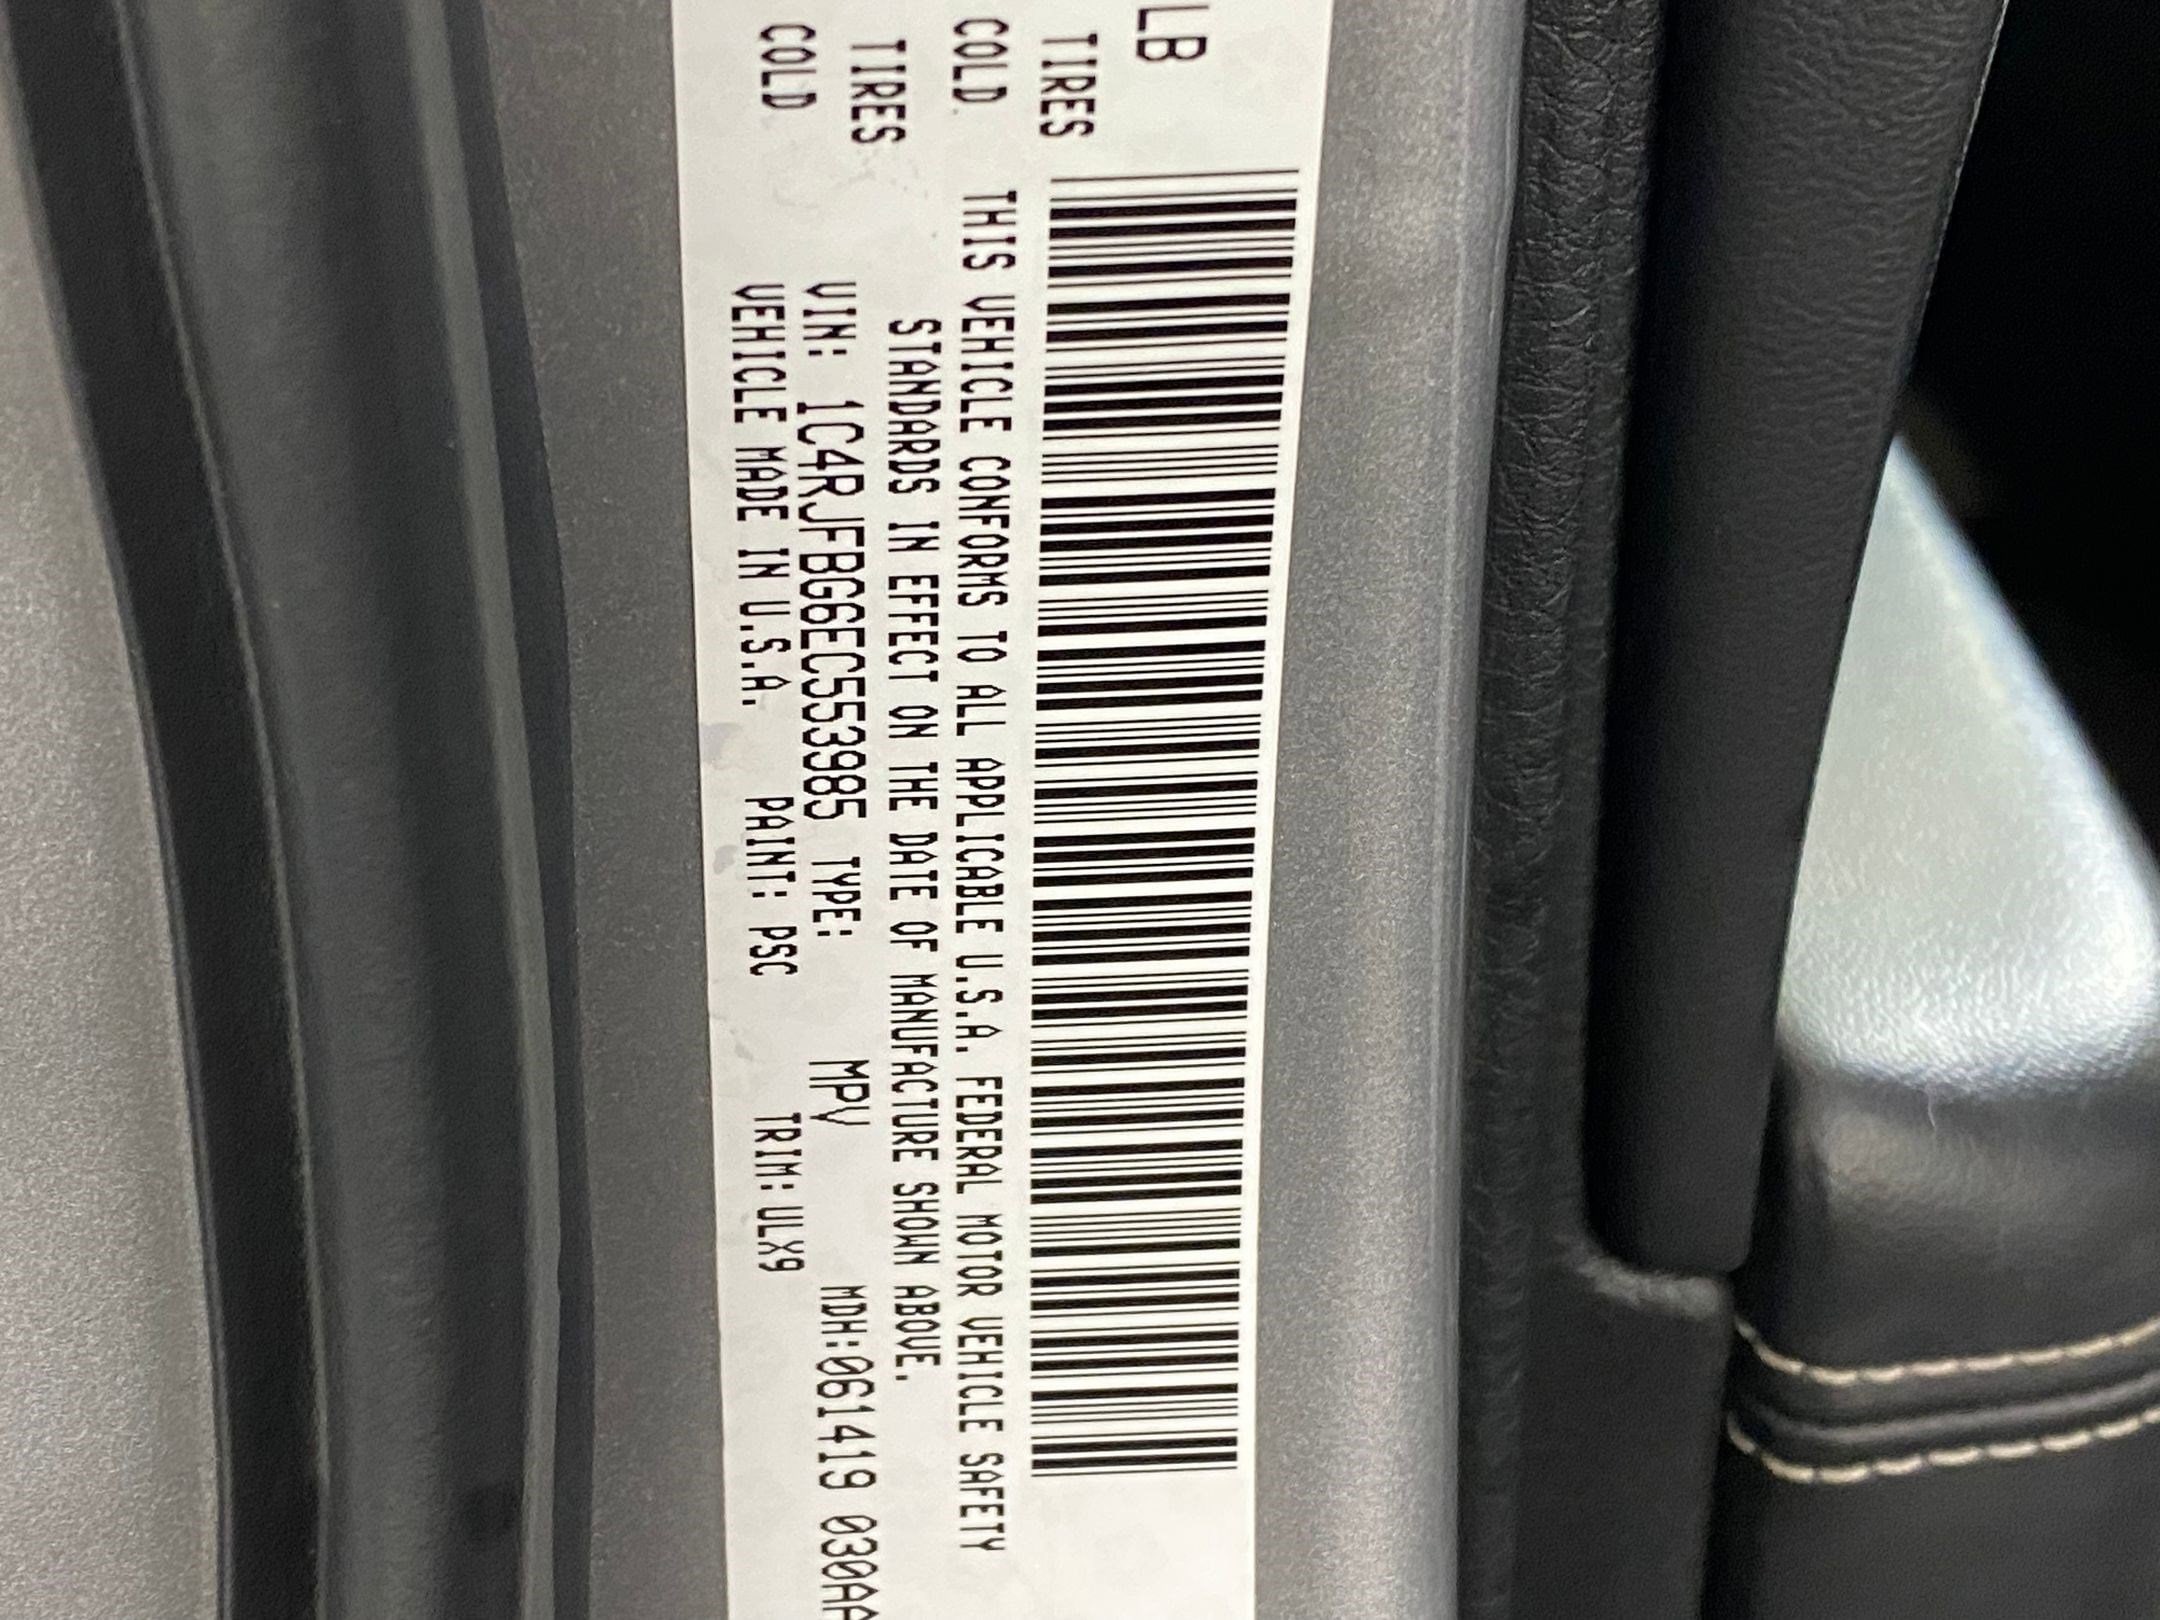 LB
TIRES
COLD THIS VEHICLE CONFORMS TO ALL APPLICABLE U.S.A. FEDERAL MOTOR VEHICLE SAFETY
TIRES STANDARDS IN EFFECT ON THE DATE OF MANUFACTURE SHOWN ABOVE.
COLD VIN: 1C4RJFBG6EC553985 TYPE: MPV MDH:061419 030AA
VEHICLE MADE IN U.S.A. PAINT: PSC TRIM: ULX9